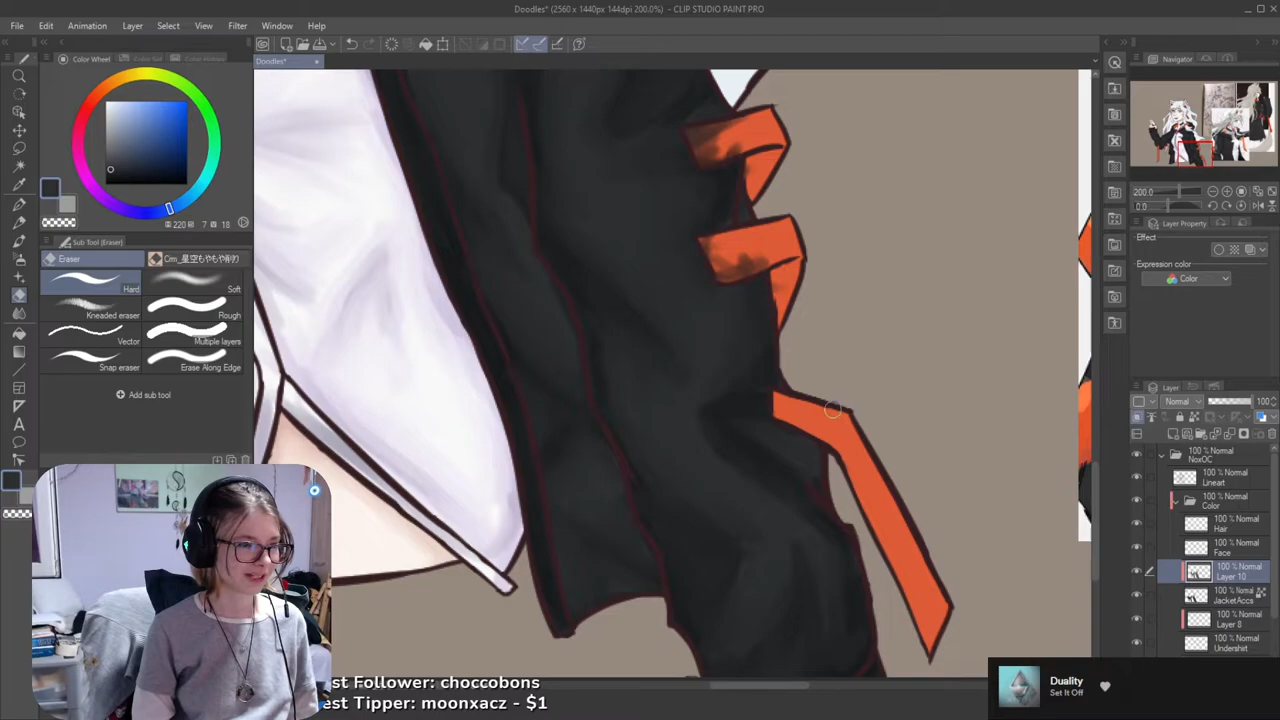 Doodles* (2560 x 1440px 144dpi 200.0%) - CLIP STUDIO PAINT PRO
File Edit Animation Layer Select View Filter Window Help
Color Wheel
Doodles*
Navigator
200.0
0.0
220 7 18
Sub Tool (Eraser)
Eraser
Hard
Soft
Kneaded eraser
Rough
Vector
Multiple layers
Snap eraser
Erase Along Edge
Add sub tool
Layer Property
Effect
Expression color
Color
Layer
Normal
100
100 % Normal
NoxOC
100 % Normal
Lineart
100 % Normal
Color
100 % Normal
Hair
100 % Normal
Face
100 % Normal
Layer 10
100 % Normal
JacketAccs
100 % Normal
Layer 8
100 % Normal
Undershirt
Duality
Set It Off
st Follower: choccobons
est Tipper: moonxacz - $1